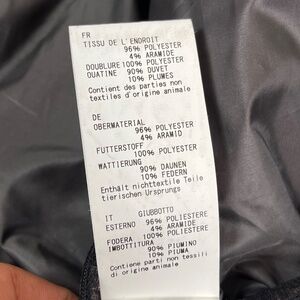 FR
TISSU DE L'ENDROIT
96% POLYESTER
4% ARAMIDE
DOUBLURE 100% POLYESTER
OUATINE 90% DUVET
10% PLUMES
Contient des parties non
textiles d'origine animale
DE
OBERMATERIAL
96% POLYESTER
4% ARAMID
FUTTERSTOFF
100% POLYESTER
WATTIERUNG
90% DAUNEN
10% FEDERN
Enthält nichttextile Teile
tierischen Ursprungs
IT GIUBBOTTO
ESTERNO 96% POLIESTERE
4% ARAMIDE
FODERA 100% POLIESTERE
IMBOTTITURA
90% PIUMINO
10% PIUMA
Contiene parti non tessili
di origine animale